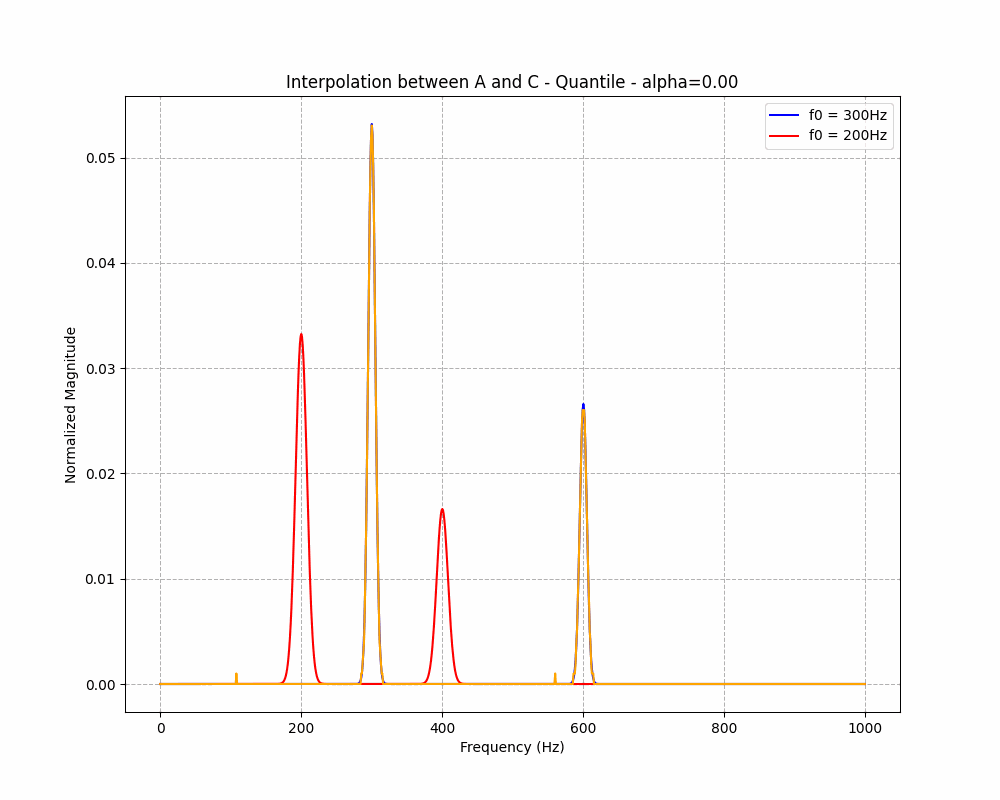 Interpolation between A and C - Quantile - alpha=0.00
f0 = 300Hz
f0 = 200Hz
Normalized Magnitude
0.05
0.04
0.03
0.02
0.01
0.00
0 200 400 600 800 1000
Frequency (Hz)